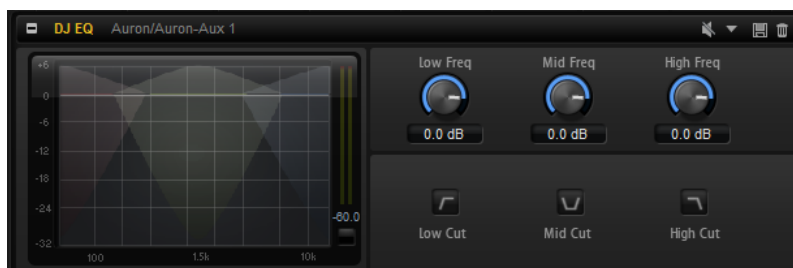 DJ EQ Auron/Auron-Aux 1
+6
0
-6
-12
-18
-24
-32
100 1.5k 10k
-60.0
Low Freq Mid Freq High Freq
0.0 dB 0.0 dB 0.0 dB
Low Cut Mid Cut High Cut